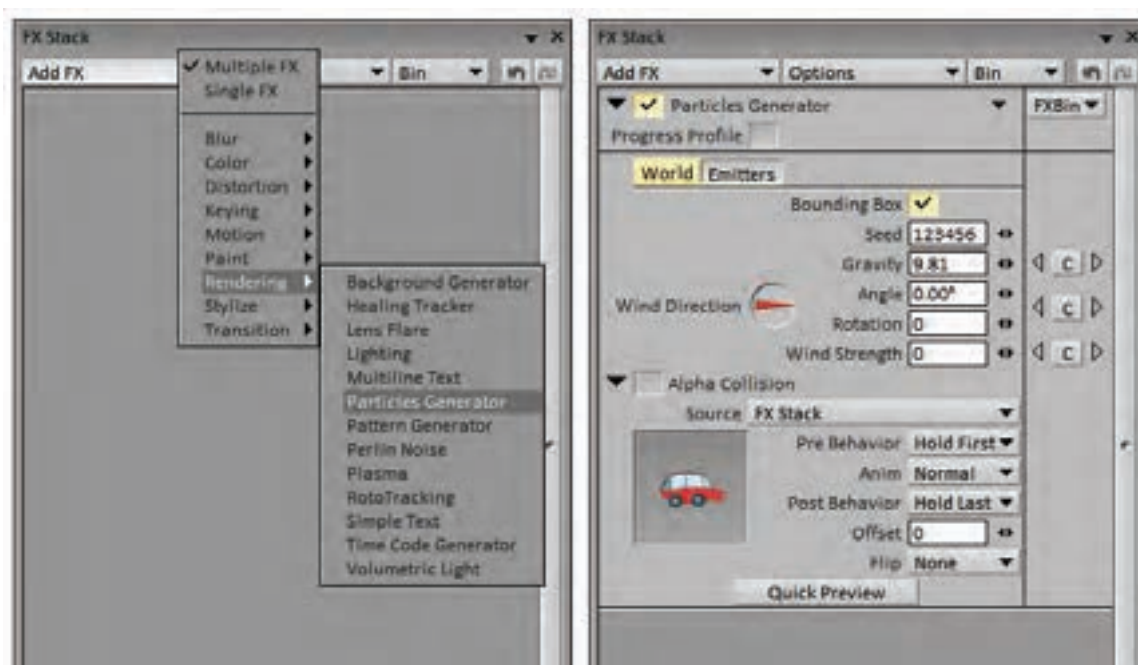 FX Stack
Add FX
Bin
Multiple FX
Single FX
Blur
Color
Distortion
Keying
Motion
Paint
Rendering
Stylize
Transition
Background Generator
Healing Tracker
Lens Flare
Lighting
Multiline Text
Particles Generator
Pattern Generator
Perlin Noise
Plasma
RotoTracking
Simple Text
Time Code Generator
Volumetric Light
FX Stack
Add FX Options Bin
Particles Generator FXBin
Progress Profile
World Emitters
Bounding Box
Seed 123456
Gravity 9.81 C
Wind Direction Angle 0.00° C
Rotation 0
Wind Strength 0 C
Alpha Collision
Source FX Stack
Pre Behavior Hold First
Anim Normal
Post Behavior Hold Last
Offset 0
Flip None
Quick Preview